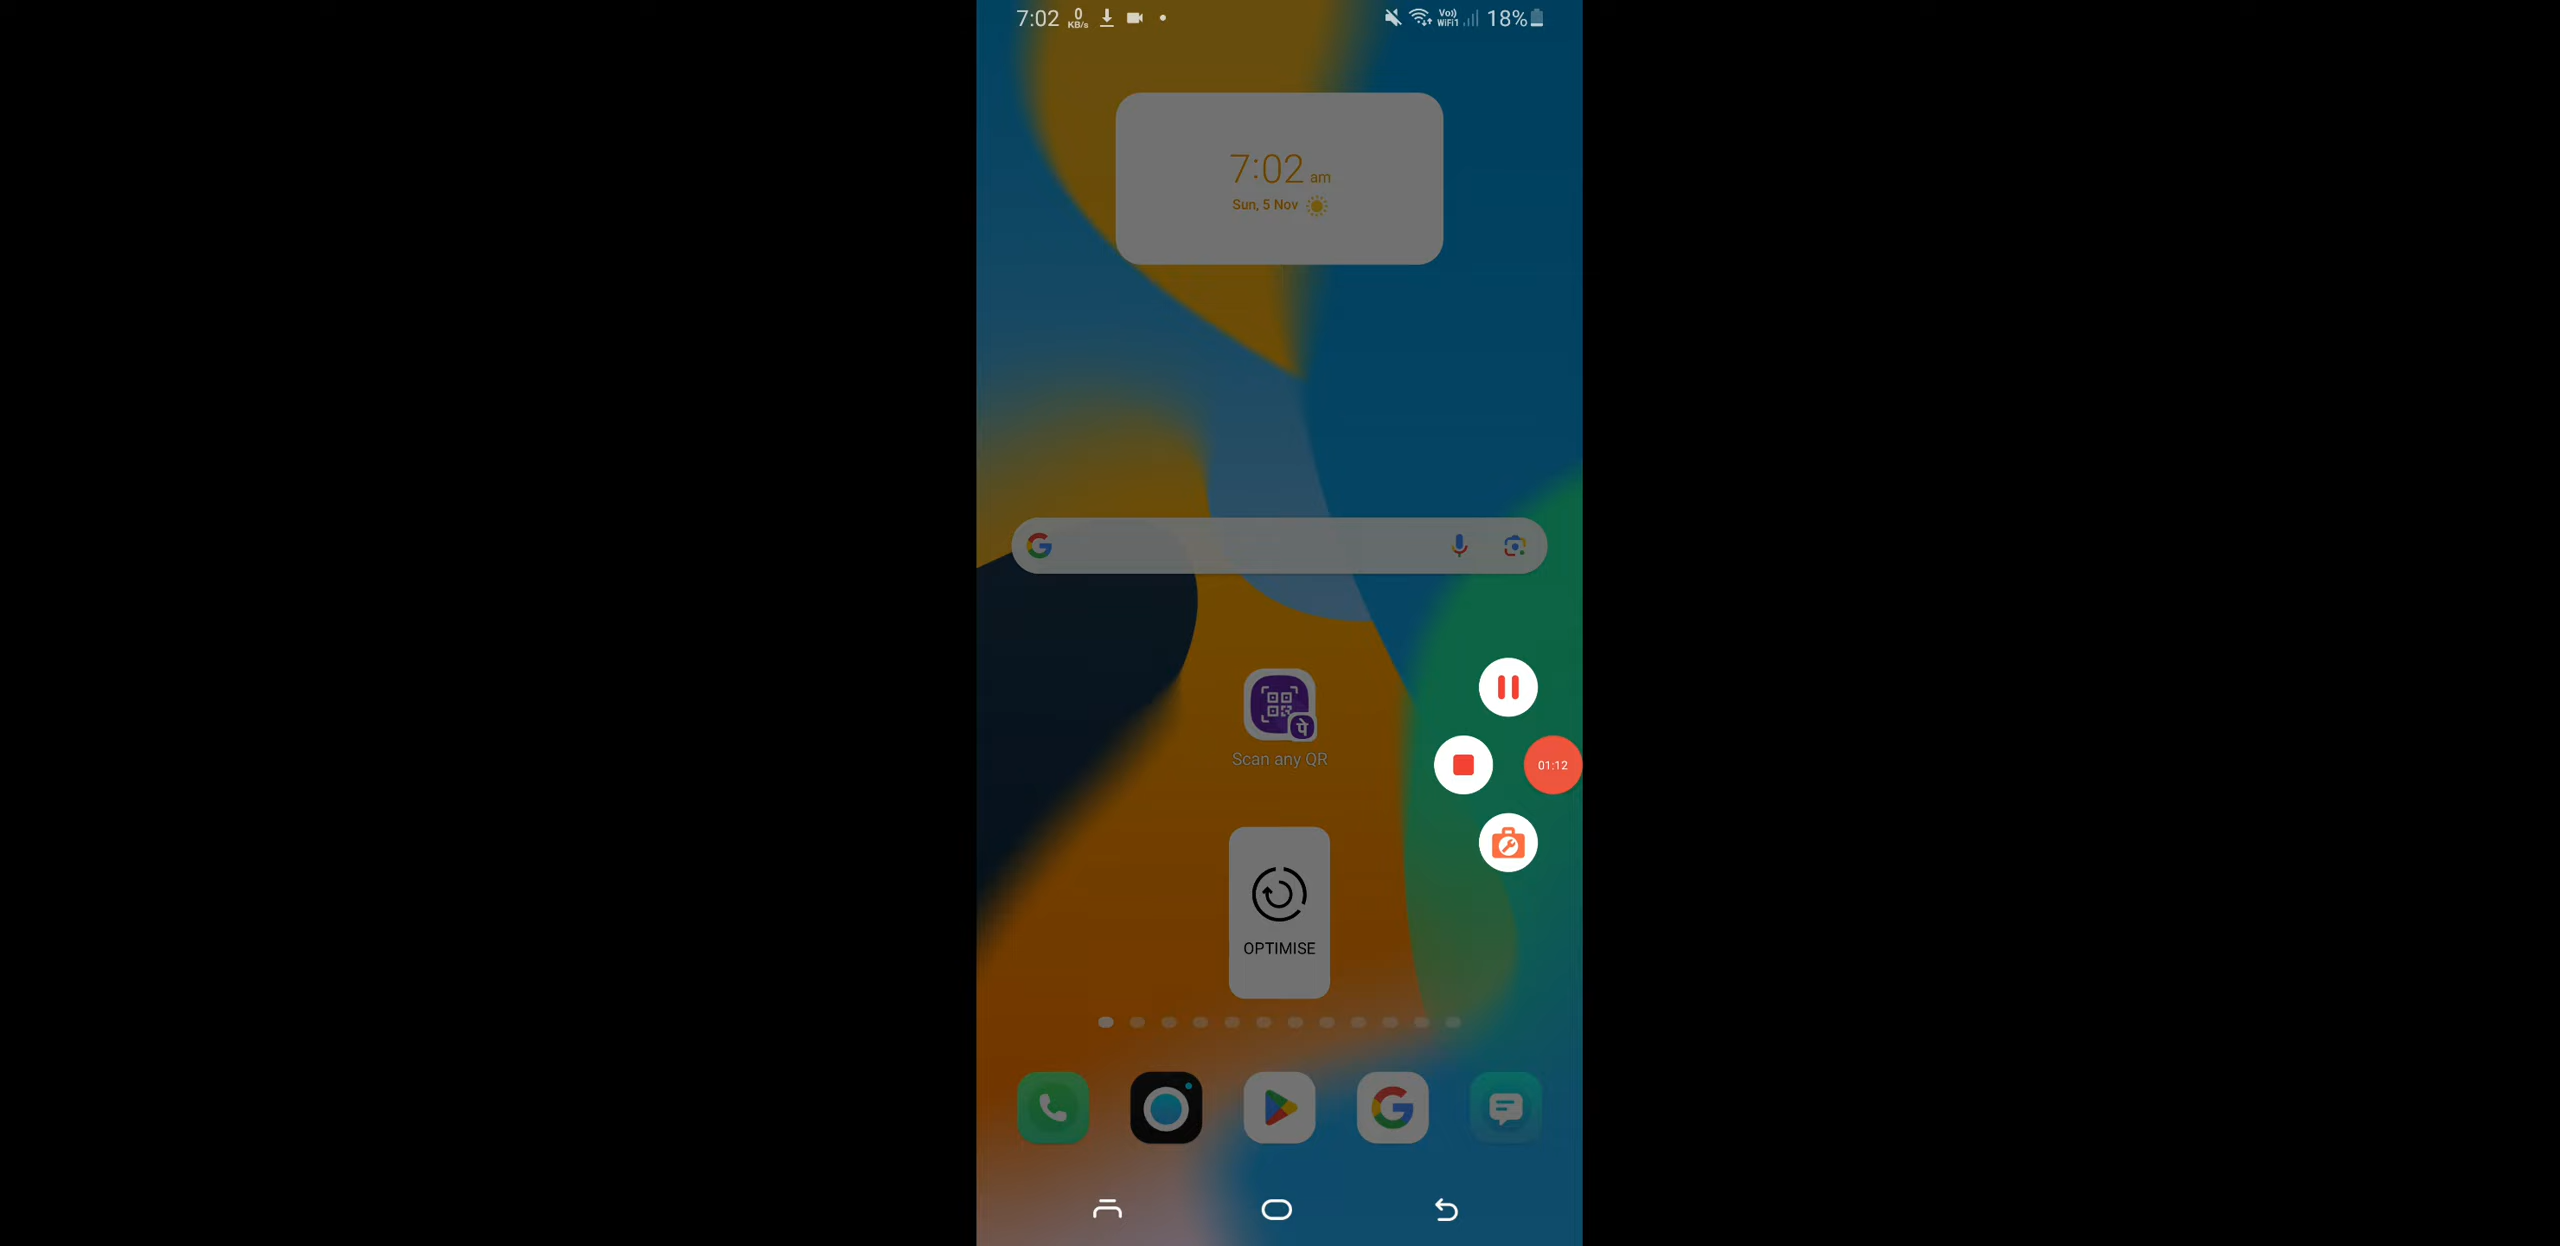 7:02 0 KB/s Vo)) WiFi1 18%
7:02 am
Sun, 5 Nov
पे
Scan any QR
01:12
OPTIMISE